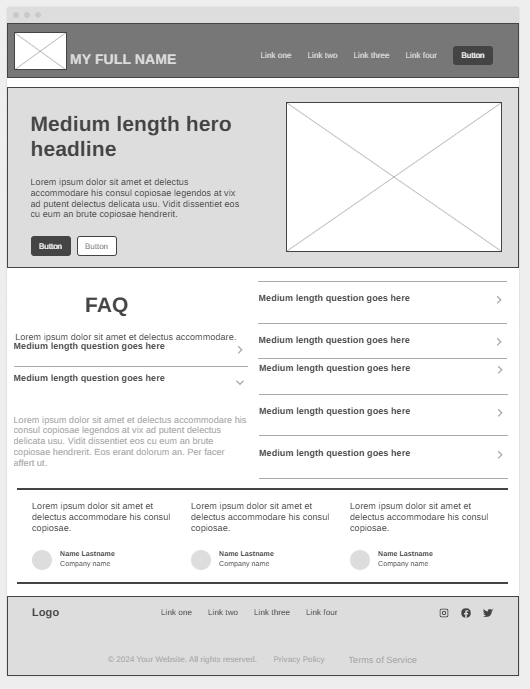 MY FULL NAME
Link one Link two Link three Link four Button
Medium length hero
headline
Lorem ipsum dolor sit amet et delectus
accommodare his consul copiosae legendos at vix
ad putent delectus delicata usu. Vidit dissentiet eos
cu eum an brute copiosae hendrerit.
Button Button
FAQ
Lorem ipsum dolor sit amet et delectus accommodare.
Medium length question goes here
Medium length question goes here
Lorem ipsum dolor sit amet et delectus accommodare his
consul copiosae legendos at vix ad putent delectus
delicata usu. Vidit dissentiet eos cu eum an brute
copiosae hendrerit. Eos erant dolorum an. Per facer
affert ut.
Medium length question goes here
Medium length question goes here
Medium length question goes here
Medium length question goes here
Medium length question goes here
Lorem ipsum dolor sit amet et
delectus accommodare his consul
copiosae.
Name Lastname
Company name
Lorem ipsum dolor sit amet et
delectus accommodare his consul
copiosae.
Name Lastname
Company name
Lorem ipsum dolor sit amet et
delectus accommodare his consul
copiosae.
Name Lastname
Company name
Logo Link one Link two Link three Link four
© 2024 Your Website. All rights reserved. Privacy Policy Terms of Service